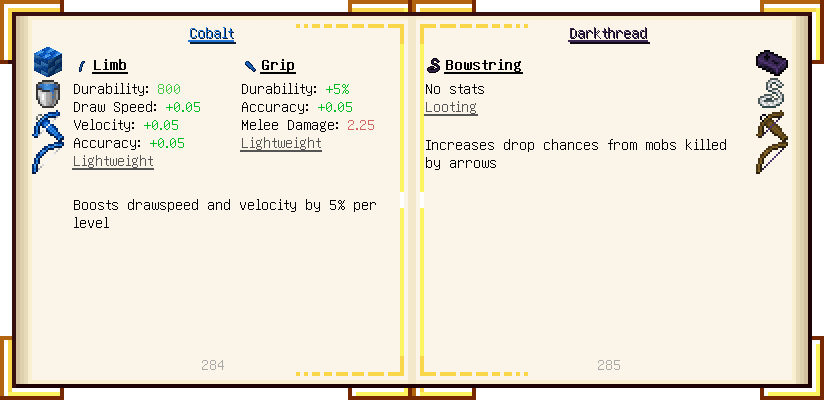 Cobalt
Limb
Durability: 800
Draw Speed: +0.05
Velocity: +0.05
Accuracy: +0.05
Lightweight
Grip
Durability: +5%
Accuracy: +0.05
Melee Damage: 2.25
Lightweight
Boosts drawspeed and velocity by 5% per
level
284
Darkthread
Bowstring
No stats
Looting
Increases drop chances from mobs killed
by arrows
285